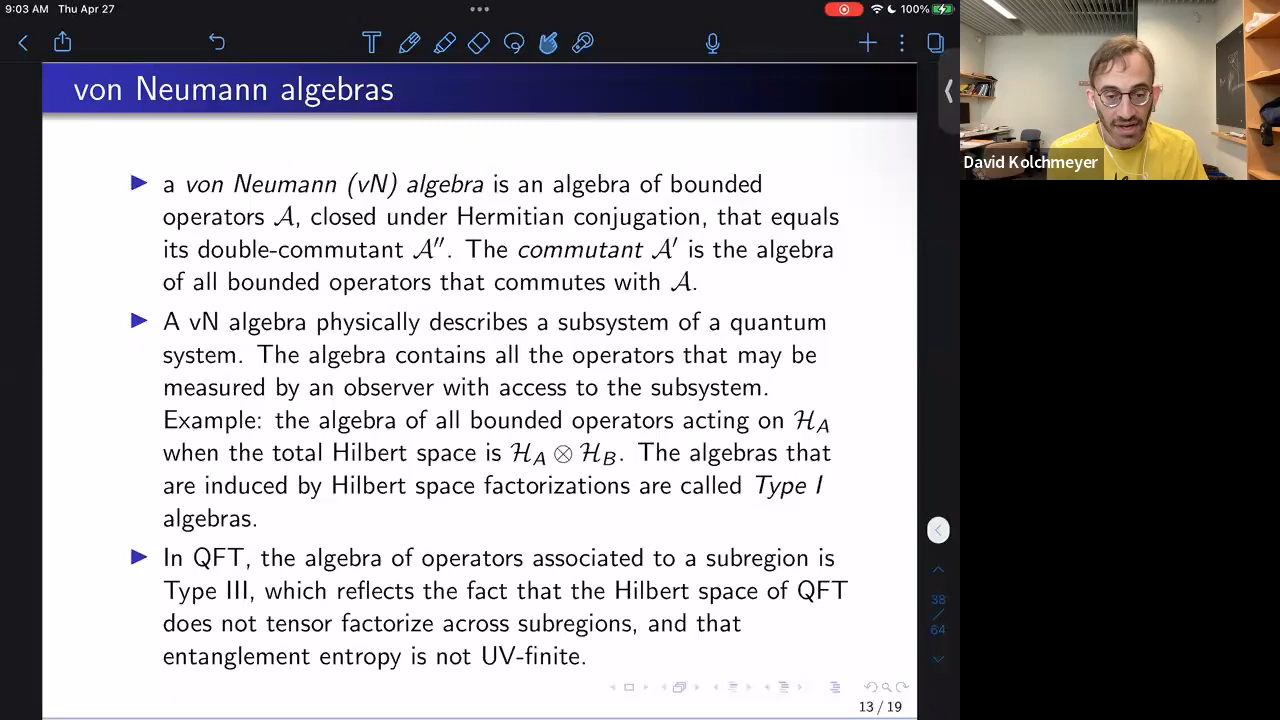 9:03 AM Thu Apr 27
100%
von Neumann algebras
David Kolchmeyer
a von Neumann (vN) algebra is an algebra of bounded
operators 𝒜, closed under Hermitian conjugation, that equals
its double-commutant 𝒜″. The commutant 𝒜′ is the algebra
of all bounded operators that commutes with 𝒜.
A vN algebra physically describes a subsystem of a quantum
system. The algebra contains all the operators that may be
measured by an observer with access to the subsystem.
Example: the algebra of all bounded operators acting on ℋ_A
when the total Hilbert space is ℋ_A ⊗ ℋ_B. The algebras that
are induced by Hilbert space factorizations are called Type I
algebras.
In QFT, the algebra of operators associated to a subregion is
Type III, which reflects the fact that the Hilbert space of QFT
does not tensor factorize across subregions, and that
entanglement entropy is not UV-finite.
38
/
64
13 / 19